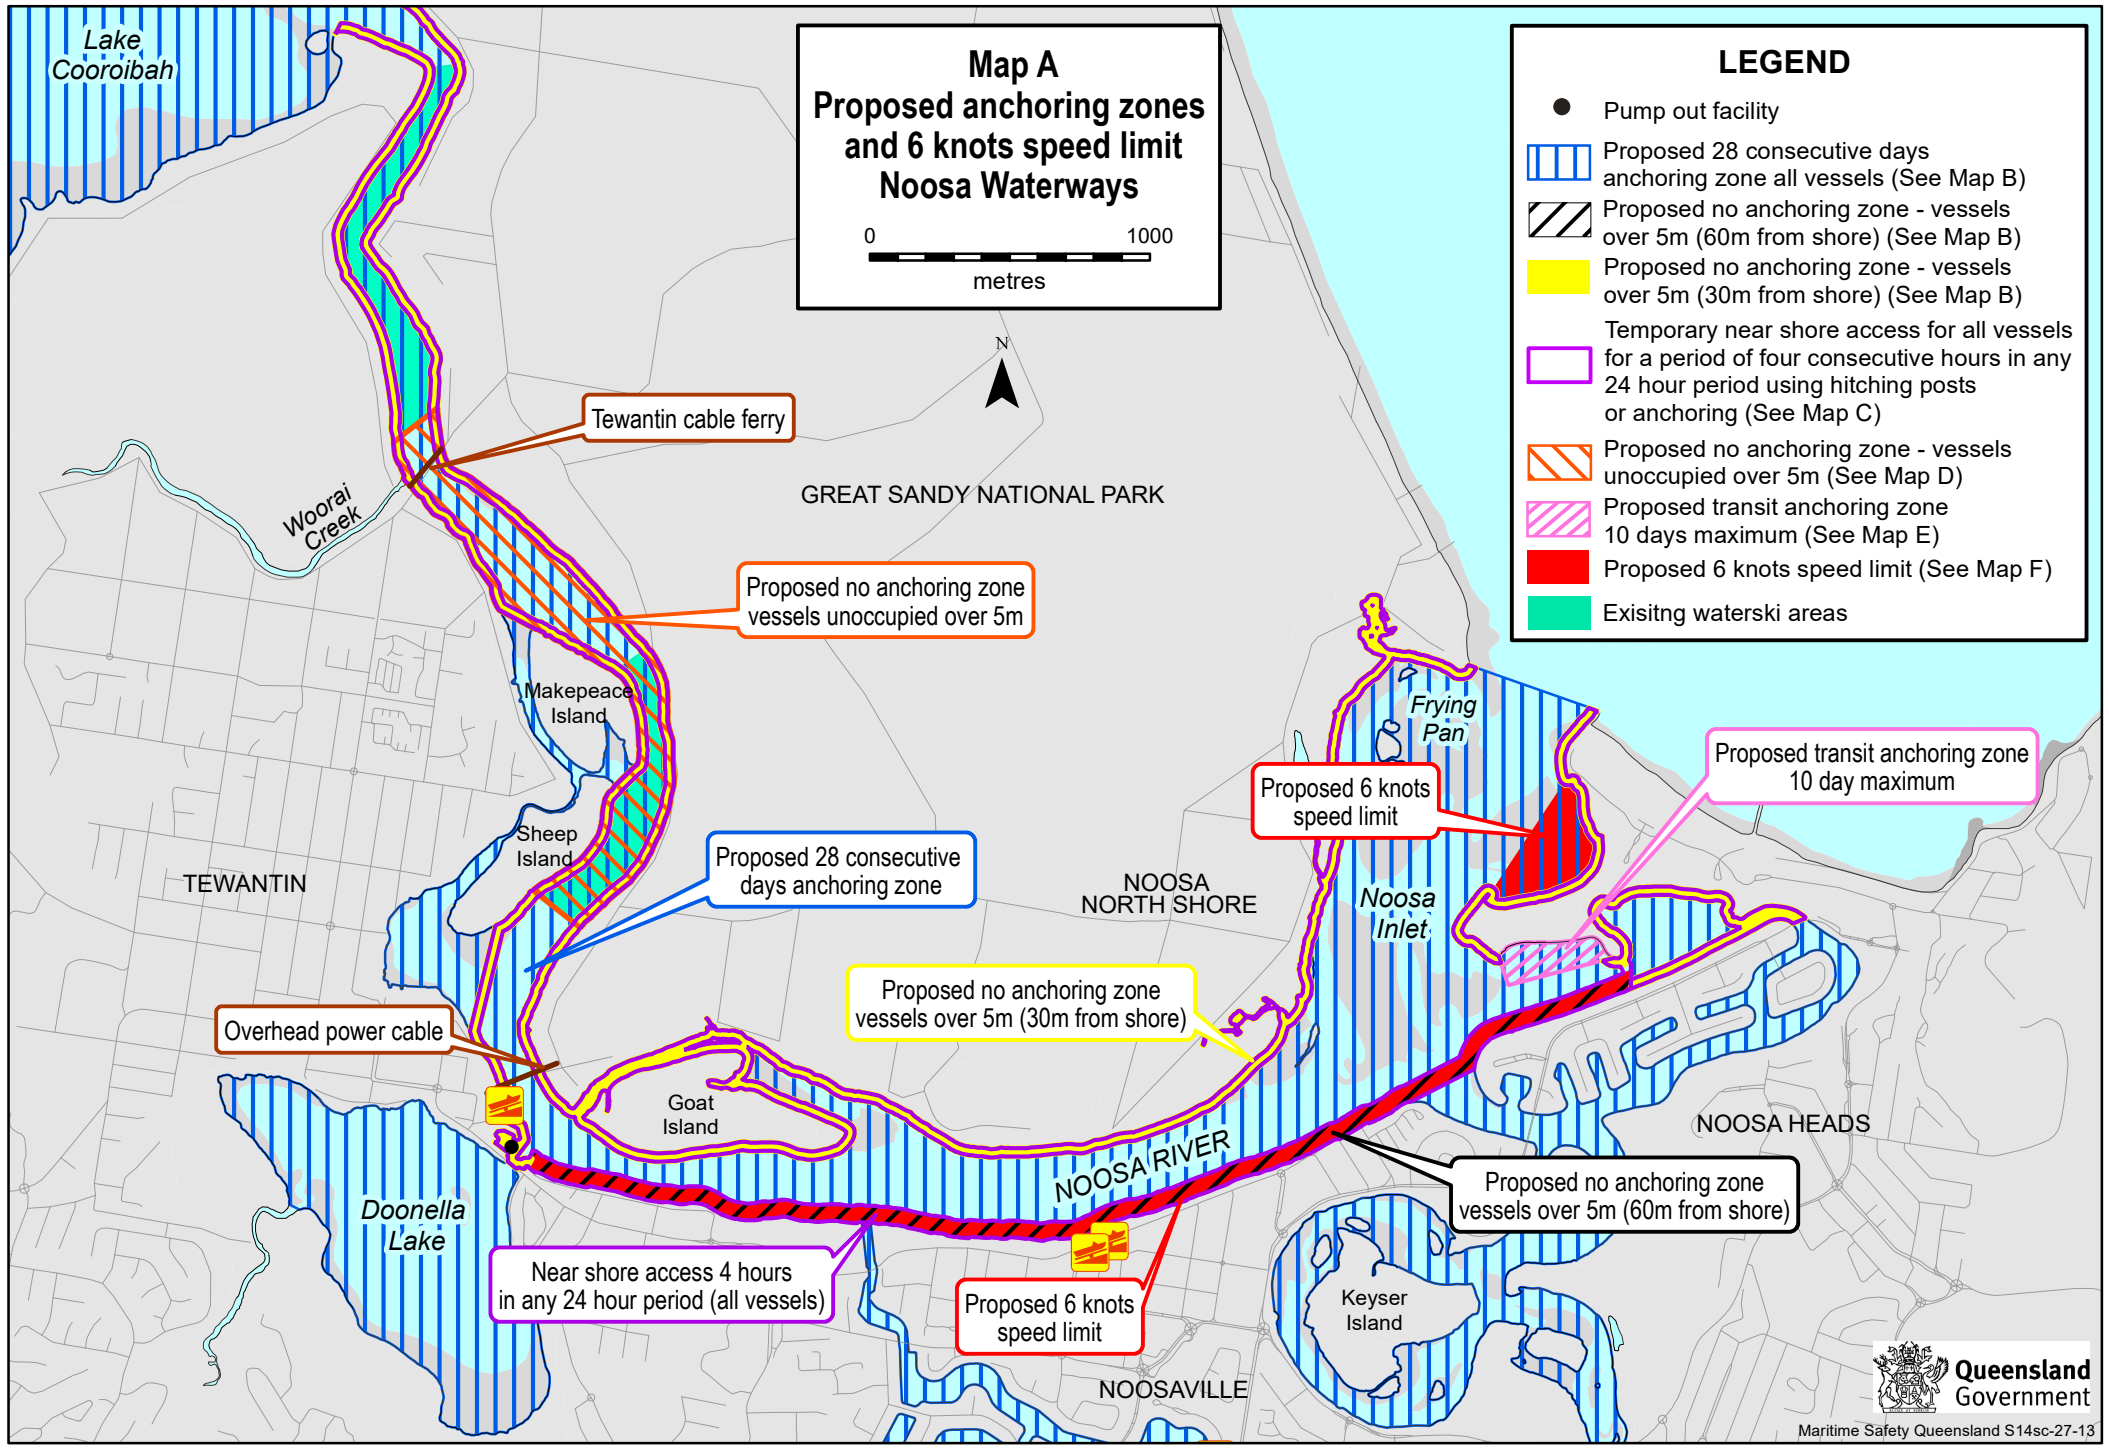 Lake
Cooroibah
Map A
Proposed anchoring zones
and 6 knots speed limit
Noosa Waterways
0 1000
metres
N
LEGEND
Pump out facility
Proposed 28 consecutive days
anchoring zone all vessels (See Map B)
Proposed no anchoring zone - vessels
over 5m (60m from shore) (See Map B)
Proposed no anchoring zone - vessels
over 5m (30m from shore) (See Map B)
Temporary near shore access for all vessels
for a period of four consecutive hours in any
24 hour period using hitching posts
or anchoring (See Map C)
Proposed no anchoring zone - vessels
unoccupied over 5m (See Map D)
Proposed transit anchoring zone
10 days maximum (See Map E)
Proposed 6 knots speed limit (See Map F)
Exisitng waterski areas
Tewantin cable ferry
Woorai
Creek
GREAT SANDY NATIONAL PARK
Proposed no anchoring zone
vessels unoccupied over 5m
Makepeace
Island
Frying
Pan
Proposed transit anchoring zone
10 day maximum
Proposed 6 knots
speed limit
Sheep
Island
Proposed 28 consecutive
days anchoring zone
TEWANTIN
NOOSA
NORTH SHORE
Noosa
Inlet
Proposed no anchoring zone
vessels over 5m (30m from shore)
Overhead power cable
Goat
Island
NOOSA HEADS
NOOSA RIVER
Proposed no anchoring zone
vessels over 5m (60m from shore)
Doonella
Lake
Near shore access 4 hours
in any 24 hour period (all vessels)
Proposed 6 knots
speed limit
Keyser
Island
NOOSAVILLE
Queensland
Government
Maritime Safety Queensland S14sc-27-13